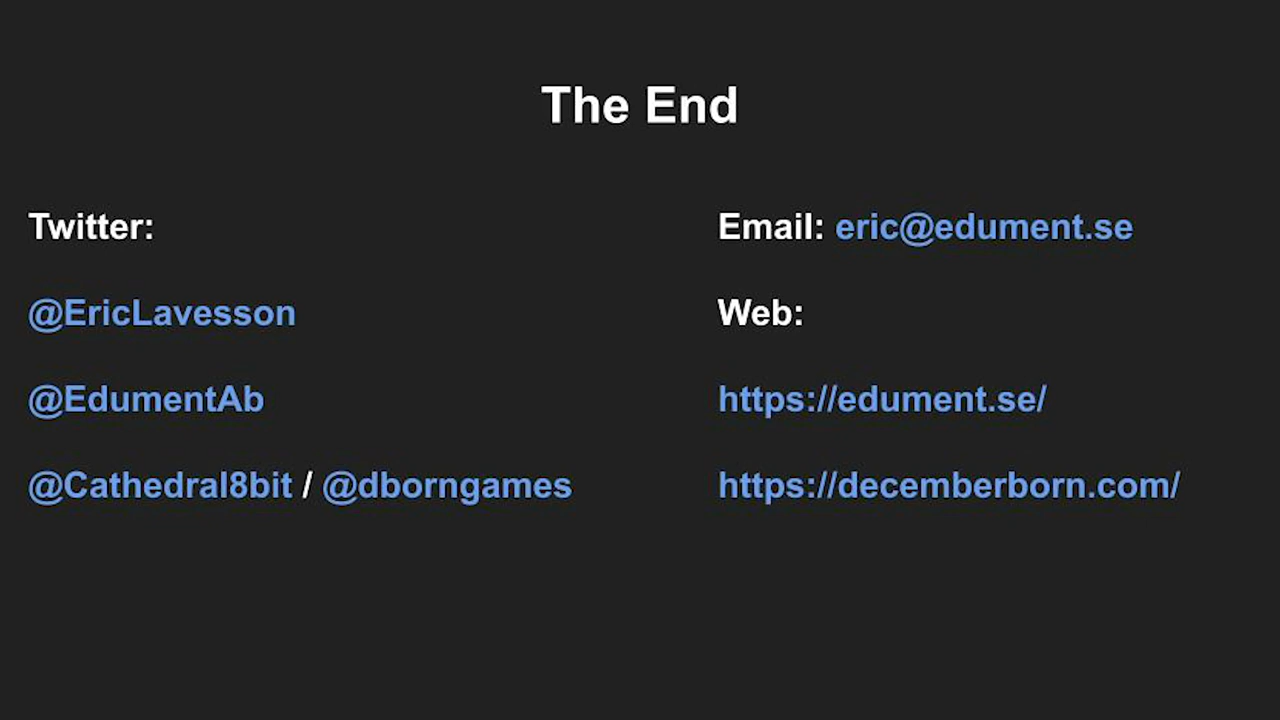 The End
Twitter:
@EricLavesson
@EdumentAb
@Cathedral8bit / @dborngames
Email: eric@edument.se
Web:
https://edument.se/
https://decemberborn.com/